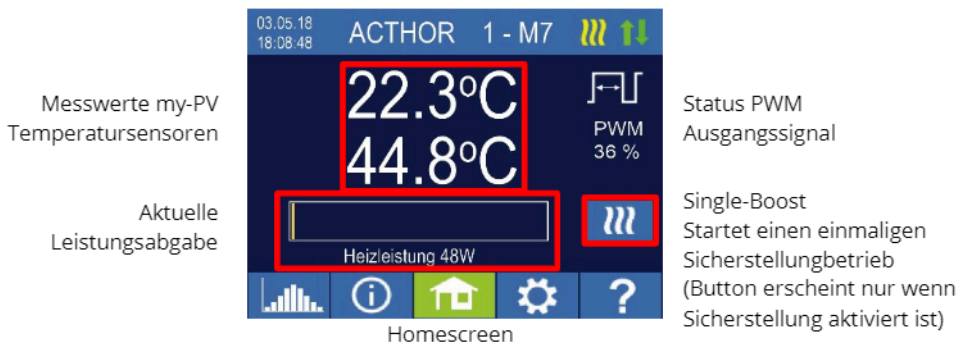 03.05.18
18:08:48
ACTHOR 1 - M7
22.3°C
44.8°C
PWM
36 %
Heizleistung 48W
?
Messwerte my-PV
Temperatursensoren
Aktuelle
Leistungsabgabe
Status PWM
Ausgangssignal
Single-Boost
Startet einen einmaligen
Sicherstellungbetrieb
(Button erscheint nur wenn
Sicherstellung aktiviert ist)
Homescreen